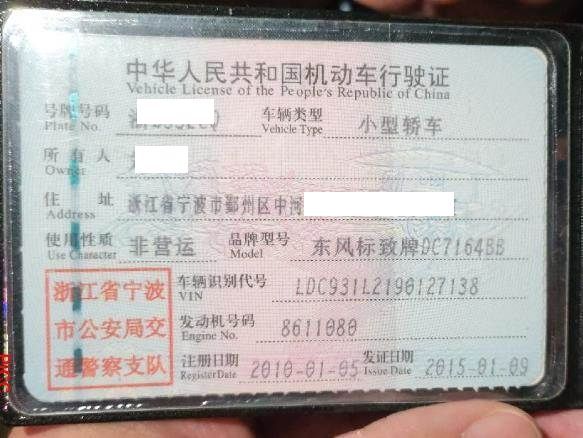 中华人民共和国机动车行驶证
Vehicle License of the People's Republic of China
号牌号码 车辆类型 小型轿车
Plate No. Vehicle Type
所有人
Owner
住址 浙江省宁波市鄞州区中河
Address
使用性质 非营运 品牌型号 东风标致牌DC7164BB
Use Character Model
浙江省宁波
市公安局交
通警察支队
车辆识别代号 LDC931L2190127138
VIN
发动机号码 8611080
Engine No.
注册日期 2010-01-05 发证日期 2015-01-09
Register Date Issue Date